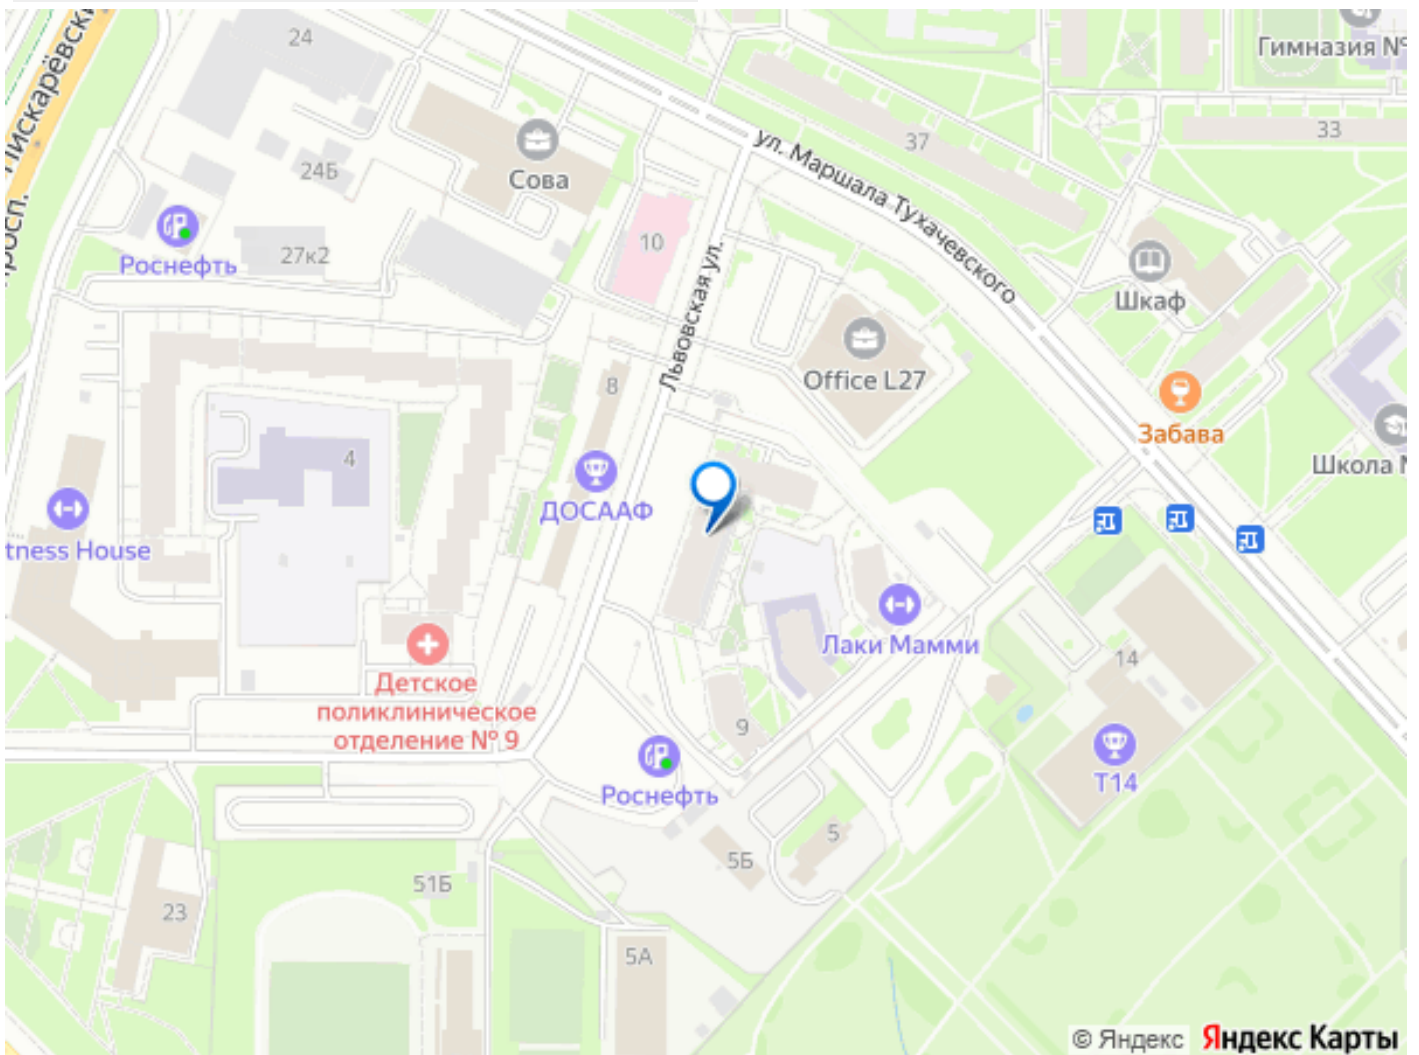 24
Гимназия №
Пискарёвский
просп.
33
37
ул. Маршала Тухачевского
24Б
Сова
10
Львовская ул.
27к2
Роснефть
Шкаф
Office L27
8
Забава
4
Школа
ДОСААФ
tness House
Лаки Мамми
14
Детское
поликлиническое
отделение № 9
9
Т14
Роснефть
5
5Б
51Б
23
5А
© Яндекс Яндекс Карты